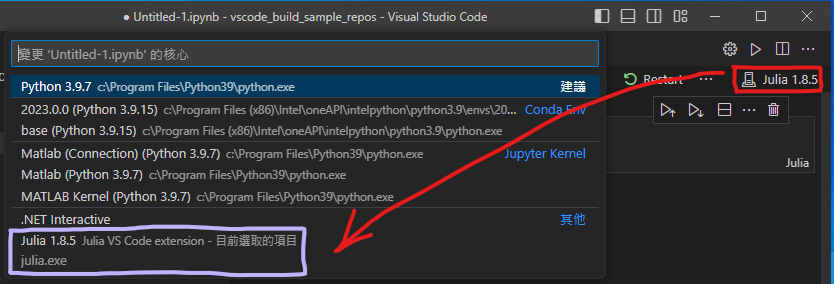 ● Untitled-1.ipynb - vscode_build_sample_repos - Visual Studio Code
變更 'Untitled-1.ipynb' 的核心
Python 3.9.7 c:\Program Files\Python39\python.exe 建議
2023.0.0 (Python 3.9.15) c:\Program Files (x86)\Intel\oneAPI\intelpython\python3.9\envs\20... Conda Env
base (Python 3.9.15) c:\Program Files (x86)\Intel\oneAPI\intelpython\python3.9\python.exe
Matlab (Connection) (Python 3.9.7) c:\Program Files\Python39\python.exe Jupyter Kernel
Matlab (Python 3.9.7) c:\Program Files\Python39\python.exe
MATLAB Kernel (Python 3.9.7) c:\Program Files\Python39\python.exe
.NET Interactive 其他
Julia 1.8.5 Julia VS Code extension - 目前選取的項目
julia.exe
Restart ... Julia 1.8.5
Julia